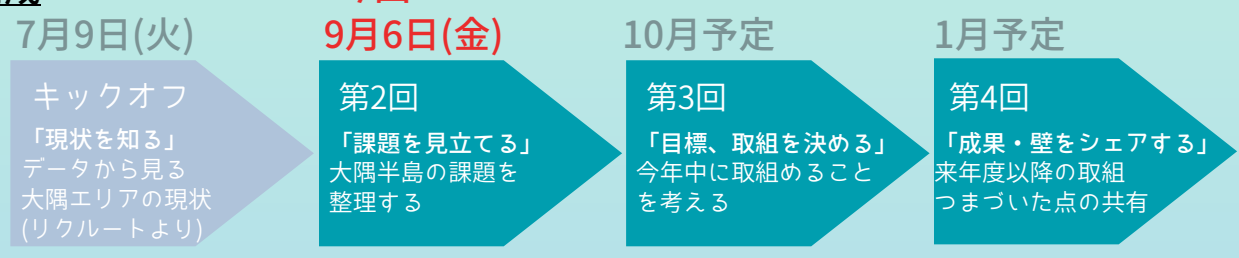 7月9日(火)
9月6日(金)
10月予定
1月予定
キックオフ
「現状を知る」
データから見る
大隅エリアの現状
(リクルートより)
第2回
「課題を見立てる」
大隅半島の課題を
整理する
第3回
「目標、取組を決める」
今年中に取組めること
を考える
第4回
「成果・壁をシェアする」
来年度以降の取組
つまづいた点の共有